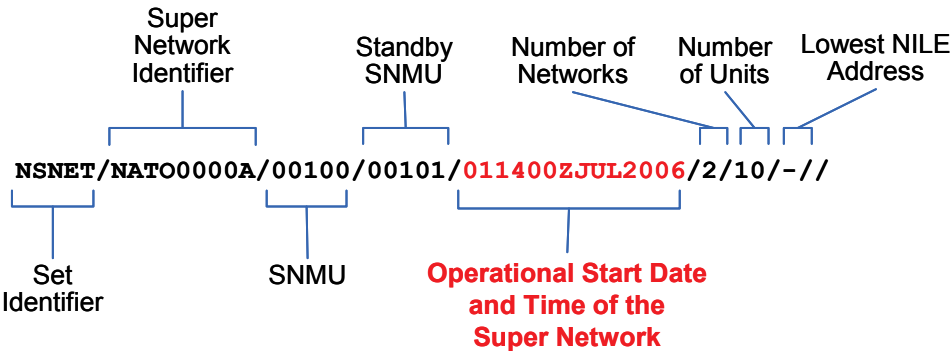 Super
Network
Identifier
Standby
SNMU
Number of
Networks
Number
of Units
Lowest NILE
Address
NSNET/NATO0000A/00100/00101/011400ZJUL2006/2/10/-//
Set
Identifier
SNMU
Operational Start Date
and Time of the
Super Network